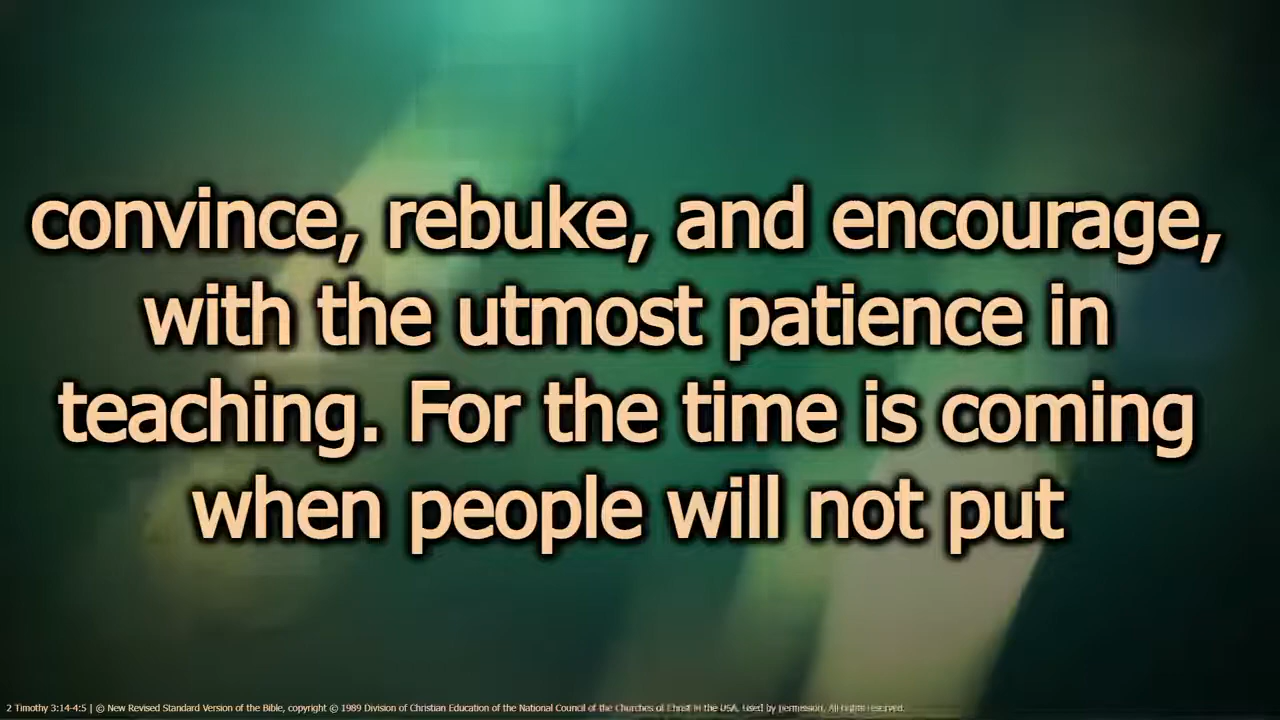 convince, rebuke, and encourage,
with the utmost patience in
teaching. For the time is coming
when people will not put
2 Timothy 3:14-4:5 | © New Revised Standard Version of the Bible, copyright © 1989 Division of Christian Education of the National Council of the Churches of Christ in the USA. Used by permission. All rights reserved.